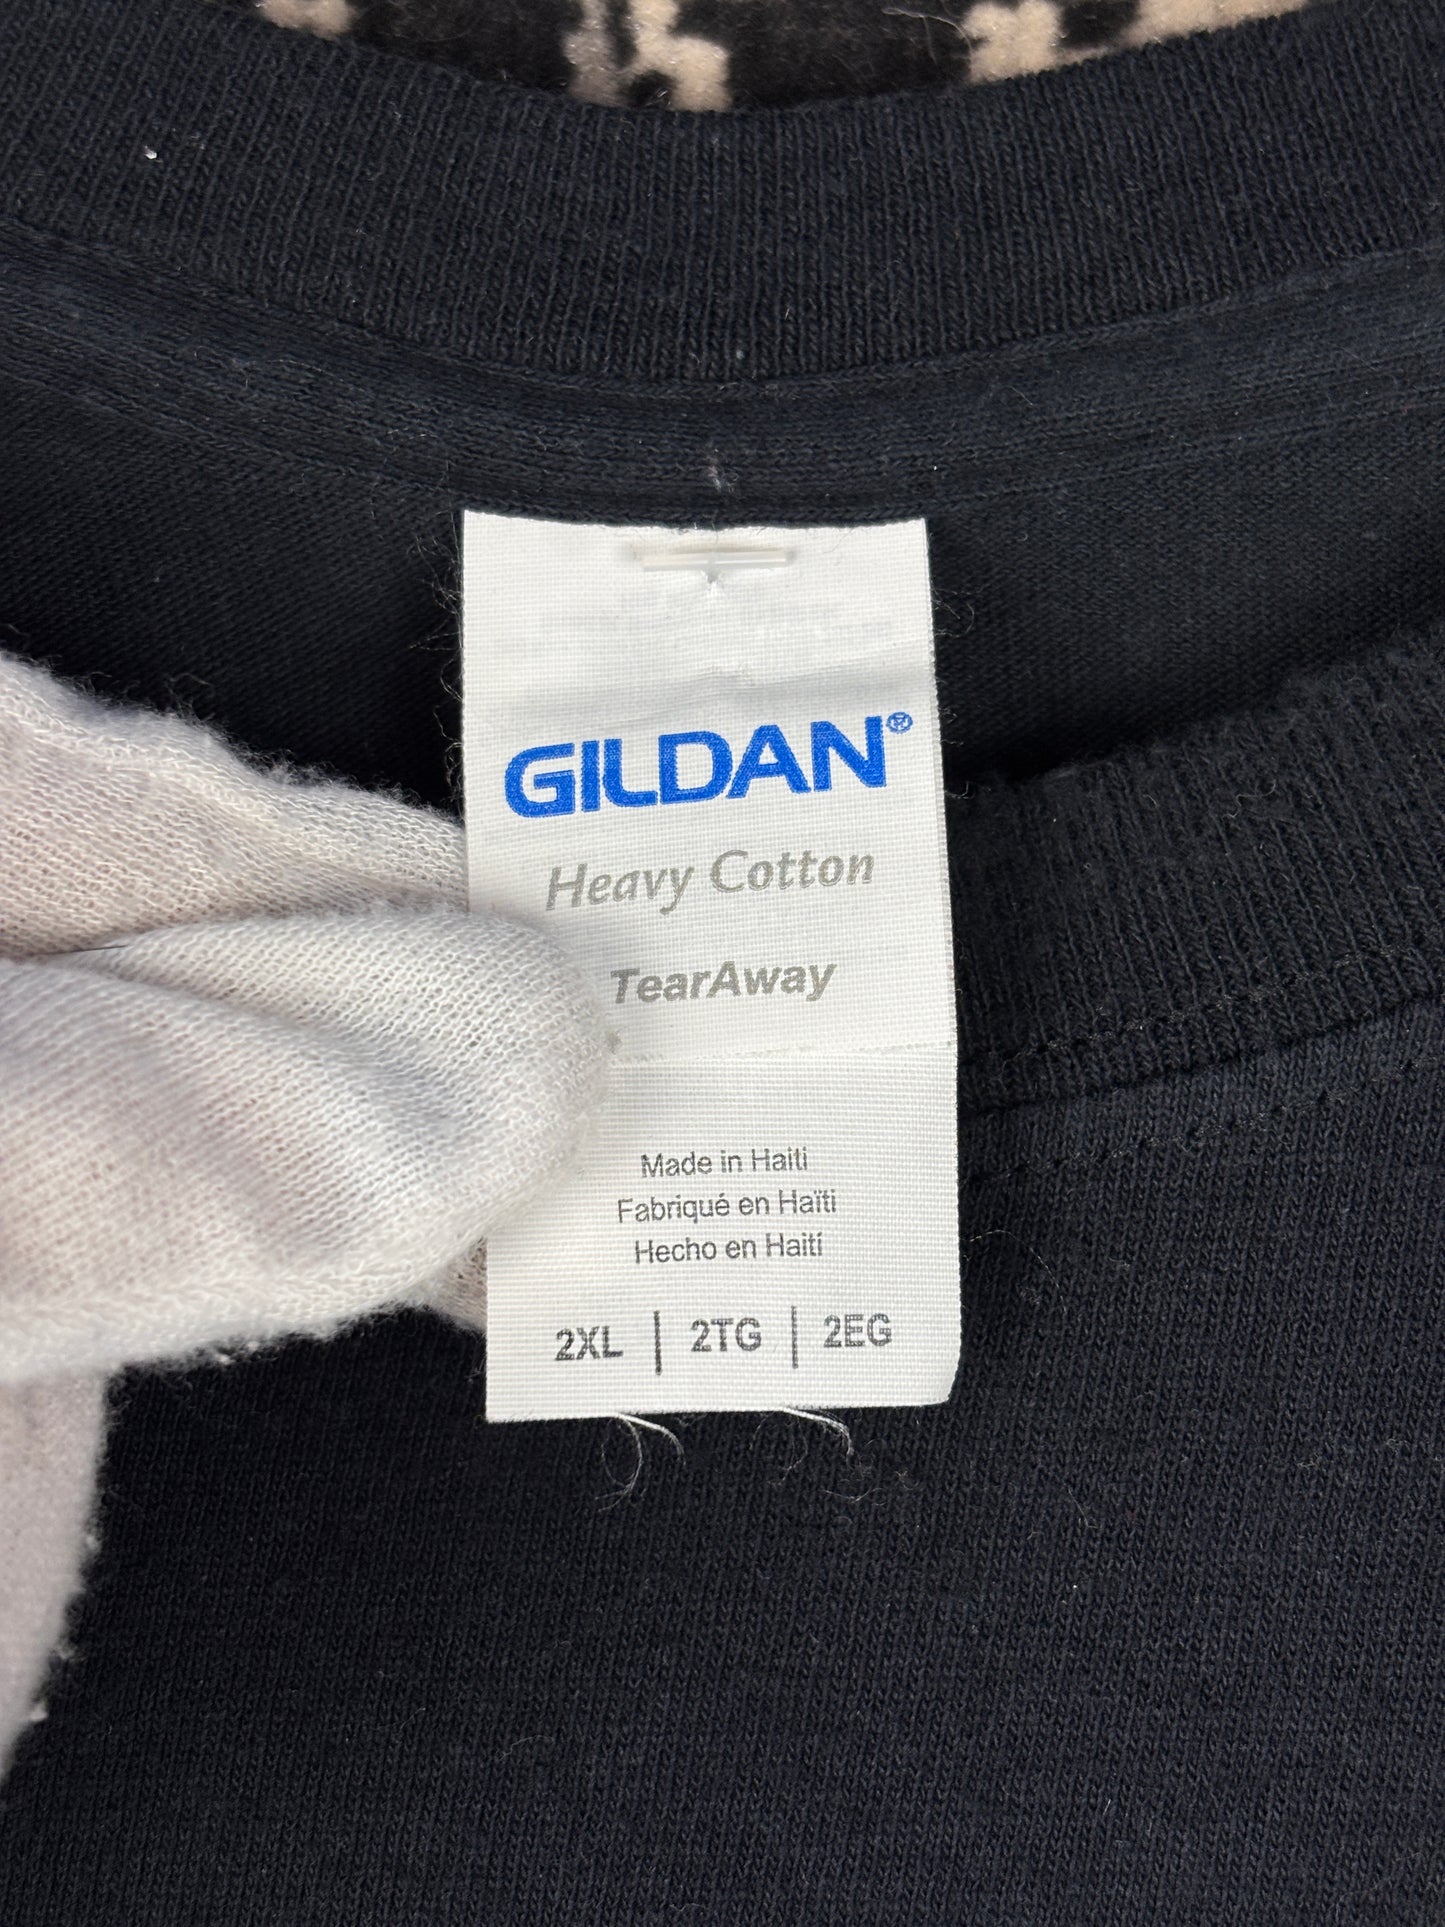 GILDAN®
Heavy Cotton
TearAway
Made in Haiti
Fabriqué en Haïti
Hecho en Haití
2XL | 2TG | 2EG